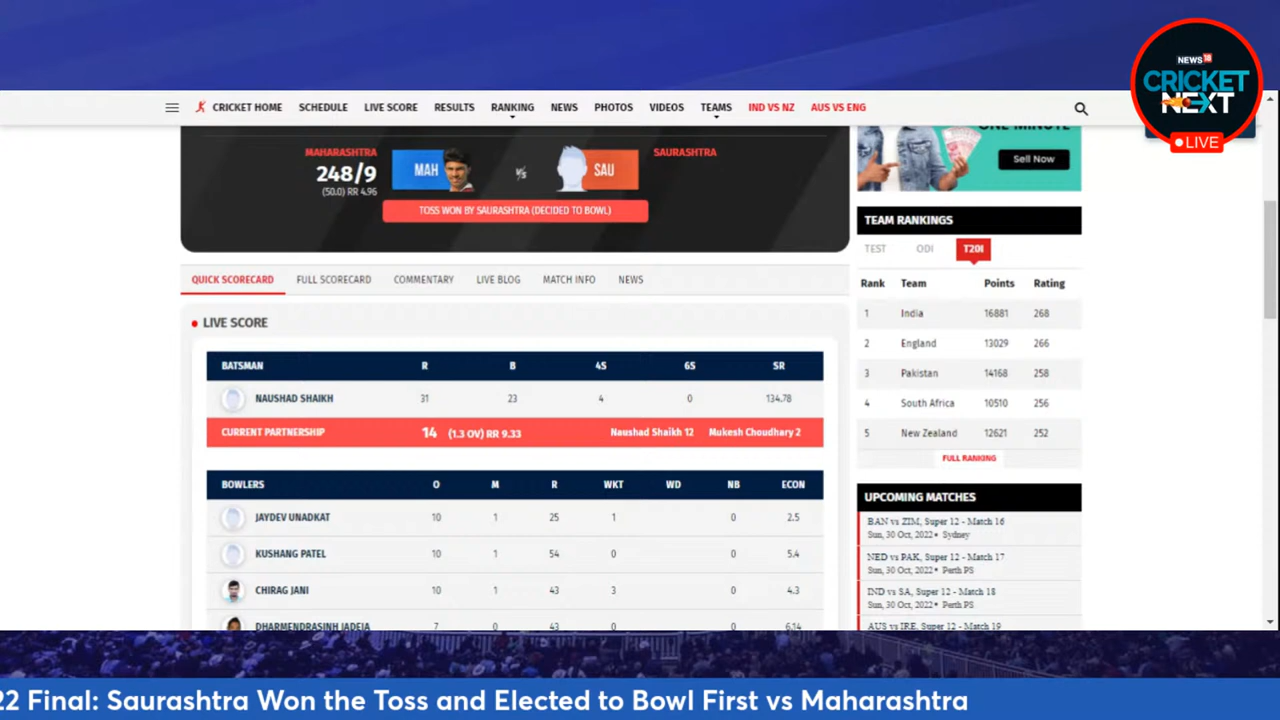 NEWS 18
CRICKET
NEXT
LIVE
CRICKET HOME SCHEDULE LIVE SCORE RESULTS RANKING NEWS PHOTOS VIDEOS TEAMS IND VS NZ AUS VS ENG
ONE MINUTE
Sell Now
MAHARASHTRA
248/9
(50.0) RR 4.96
MAH
V/S
SAU
SAURASHTRA
TOSS WON BY SAURASHTRA (DECIDED TO BOWL)
QUICK SCORECARD FULL SCORECARD COMMENTARY LIVE BLOG MATCH INFO NEWS
LIVE SCORE
BATSMAN R B 4S 6S SR
NAUSHAD SHAIKH 31 23 4 0 134.78
CURRENT PARTNERSHIP 14 (1.3 OV) RR 9.33 Naushad Shaikh 12 Mukesh Choudhary 2
BOWLERS O M R WKT WD NB ECON
JAYDEV UNADKAT 10 1 25 1 0 2.5
KUSHANG PATEL 10 1 54 0 0 5.4
CHIRAG JANI 10 1 43 3 0 4.3
DHARMENDRASINH JADEJA 7 0 43 0 0 6.14
TEAM RANKINGS
TEST ODI T20I
Rank Team Points Rating
1 India 16881 268
2 England 13029 266
3 Pakistan 14168 258
4 South Africa 10510 256
5 New Zealand 12621 252
FULL RANKING
UPCOMING MATCHES
BAN vs ZIM, Super 12 - Match 16
Sun, 30 Oct, 2022• Sydney
NED vs PAK, Super 12 - Match 17
Sun, 30 Oct, 2022• Perth PS
IND vs SA, Super 12 - Match 18
Sun, 30 Oct, 2022• Perth PS
AUS vs IRE, Super 12 - Match 19
22 Final: Saurashtra Won the Toss and Elected to Bowl First vs Maharashtra